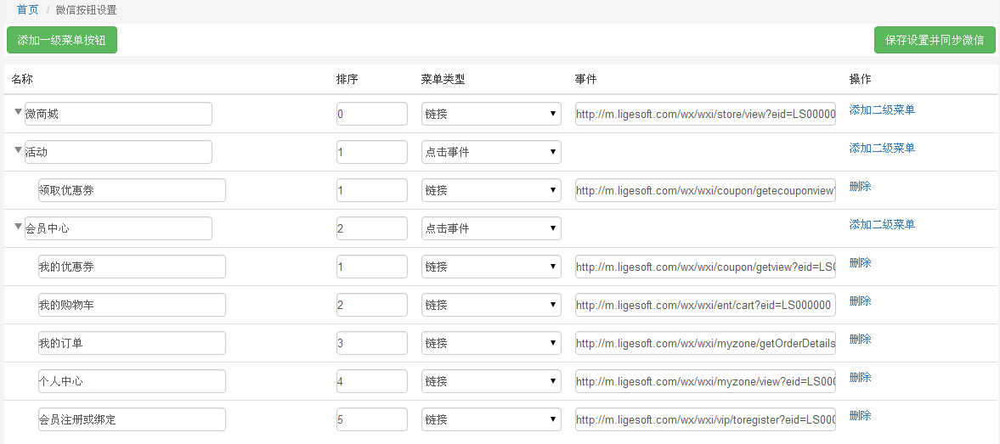 首页 / 微信按钮设置
添加一级菜单按钮 保存设置并同步微信
名称 排序 菜单类型 事件 操作
微商城 0 链接 http://m.ligesoft.com/wx/wxi/store/view?eid=LS00000 添加二级菜单
活动 1 点击事件 添加二级菜单
领取优惠券 1 链接 http://m.ligesoft.com/wx/wxi/coupon/getecouponview? 删除
会员中心 2 点击事件 添加二级菜单
我的优惠券 1 链接 http://m.ligesoft.com/wx/wxi/coupon/getview?eid=LS0 删除
我的购物车 2 链接 http://m.ligesoft.com/wx/wxi/ent/cart?eid=LS000000 删除
我的订单 3 链接 http://m.ligesoft.com/wx/wxi/myzone/getOrderDetails 删除
个人中心 4 链接 http://m.ligesoft.com/wx/wxi/myzone/view?eid=LS000 删除
会员注册或绑定 5 链接 http://m.ligesoft.com/wx/wxi/vip/toregister?eid=LS000 删除